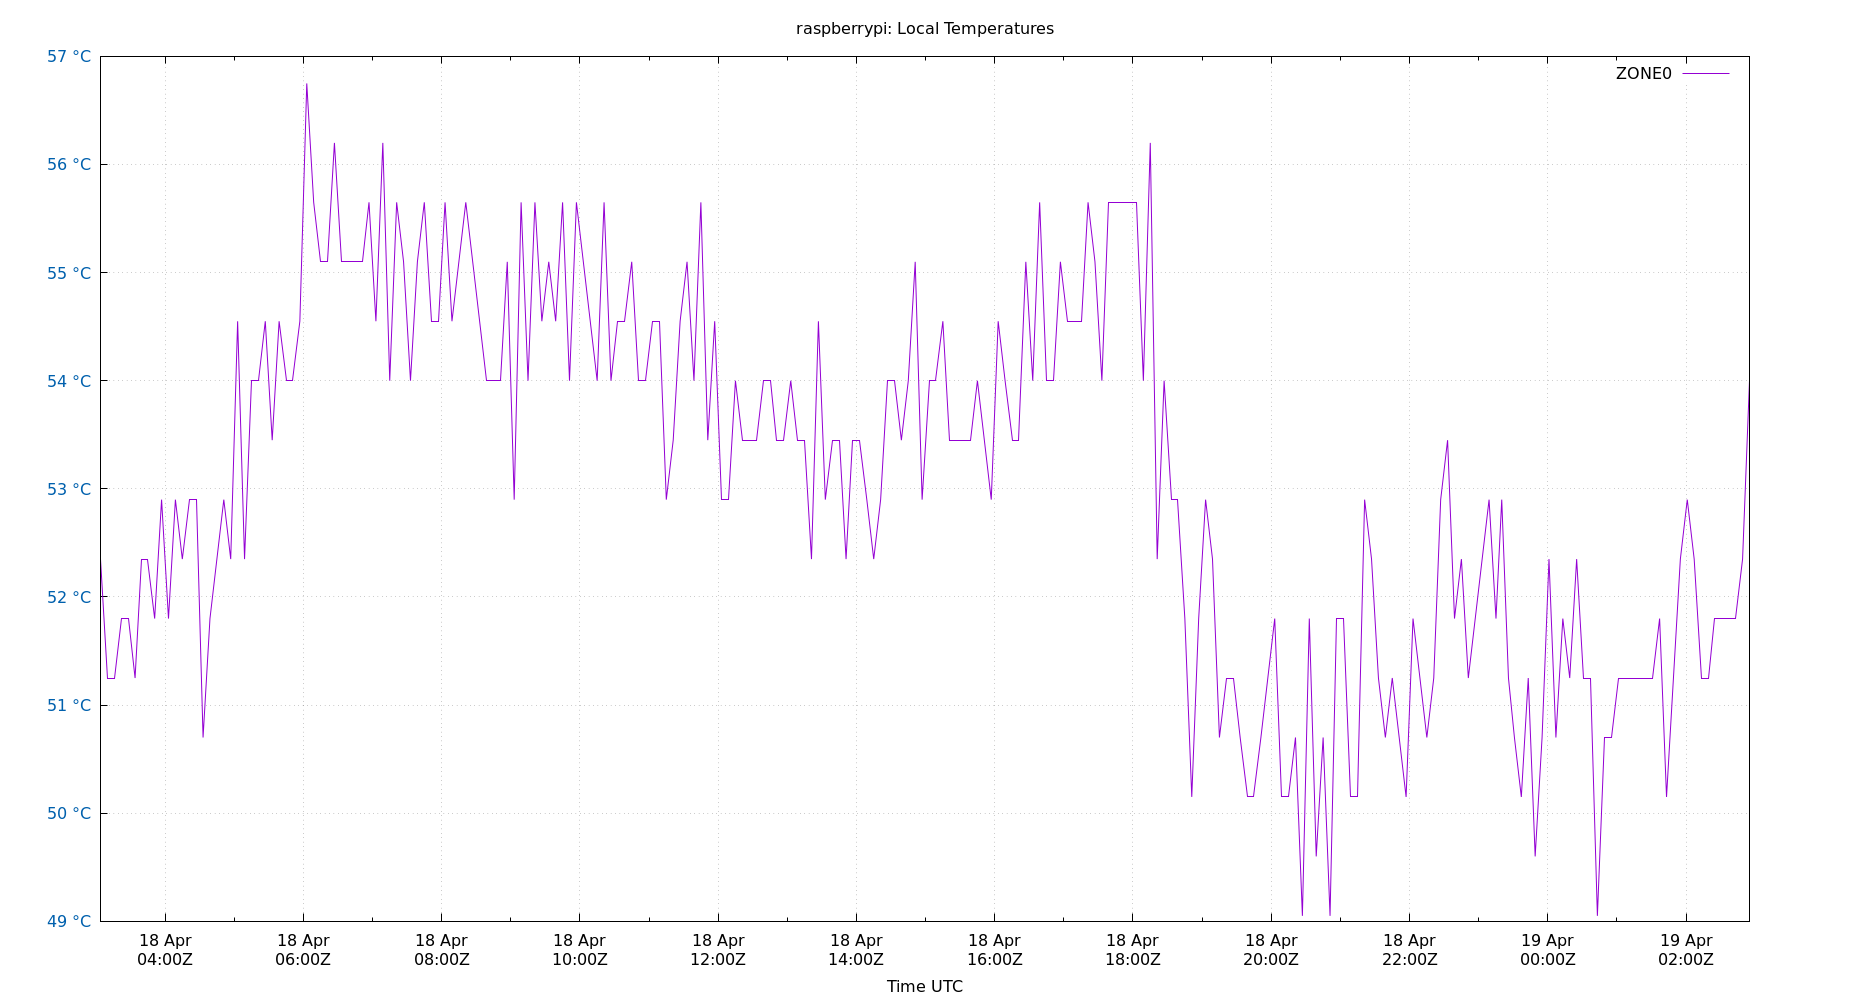 raspberrypi: Local Temperatures
57 °C
ZONE0
56 °C
55 °C
54 °C
53 °C
52 °C
51 °C
50 °C
49 °C
18 Apr 18 Apr 18 Apr 18 Apr 18 Apr 18 Apr 18 Apr 18 Apr 18 Apr 18 Apr 19 Apr 19 Apr
04:00Z 06:00Z 08:00Z 10:00Z 12:00Z 14:00Z 16:00Z 18:00Z 20:00Z 22:00Z 00:00Z 02:00Z
Time UTC